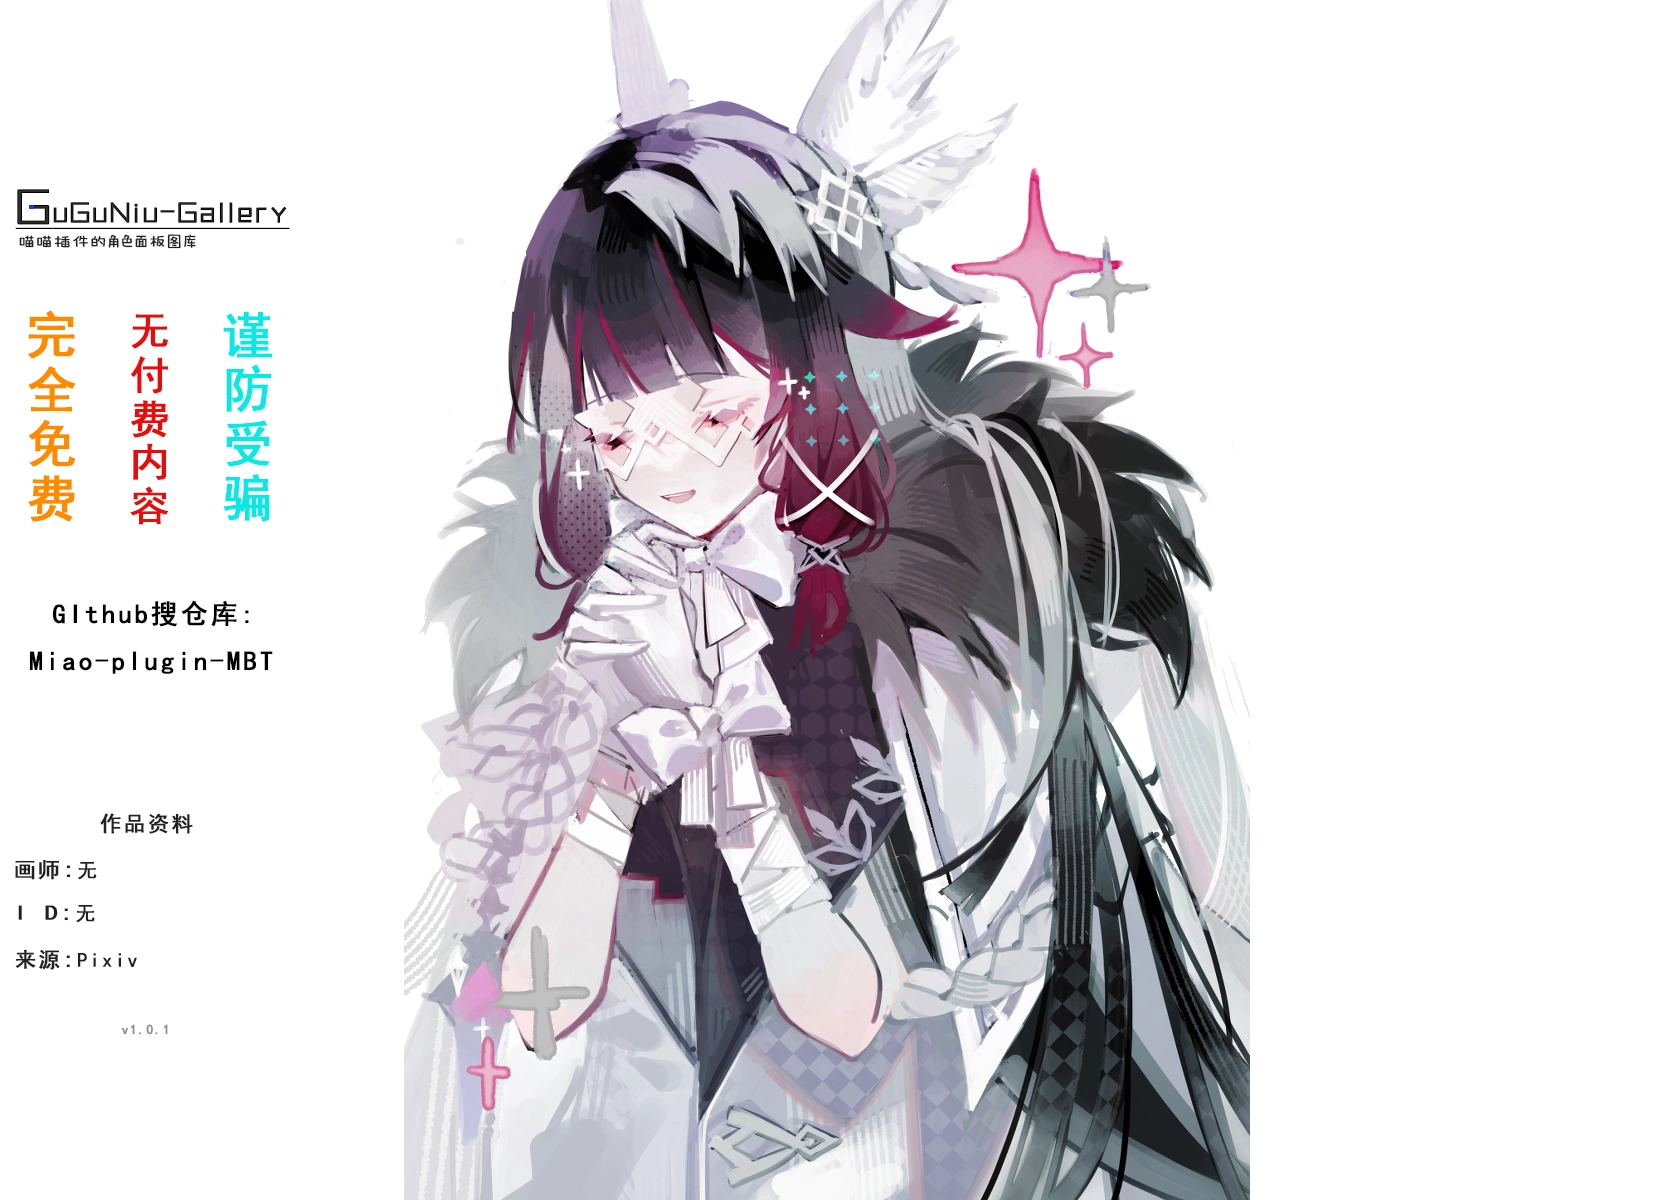 GuGuNiu-Gallery
喵喵插件的角色面板图库
完全免费
无付费内容
谨防受骗
GIthub搜仓库:
Miao-plugin-MBT
作品资料
画师:无
I D:无
来源:Pixiv
v1.0.1